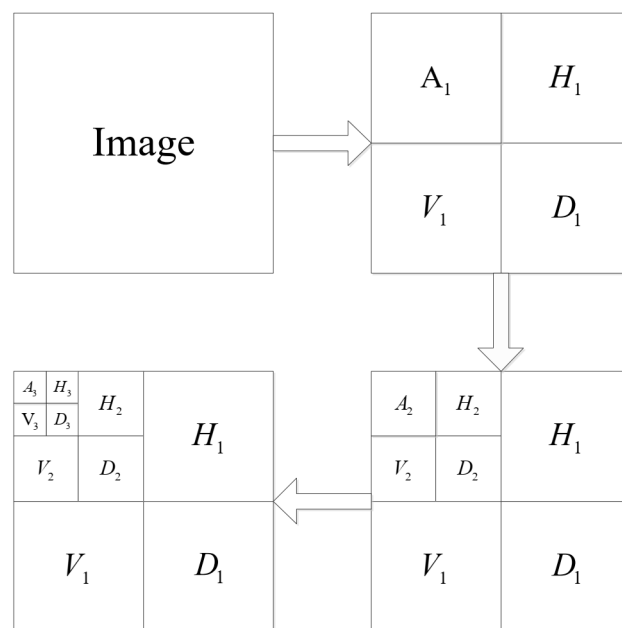 Image
A₁ H₁
V₁ D₁
A₃ H₃
V₃ D₃
H₂
H₁
V₂ D₂
V₁ D₁
A₂ H₂
H₁
V₂ D₂
V₁ D₁